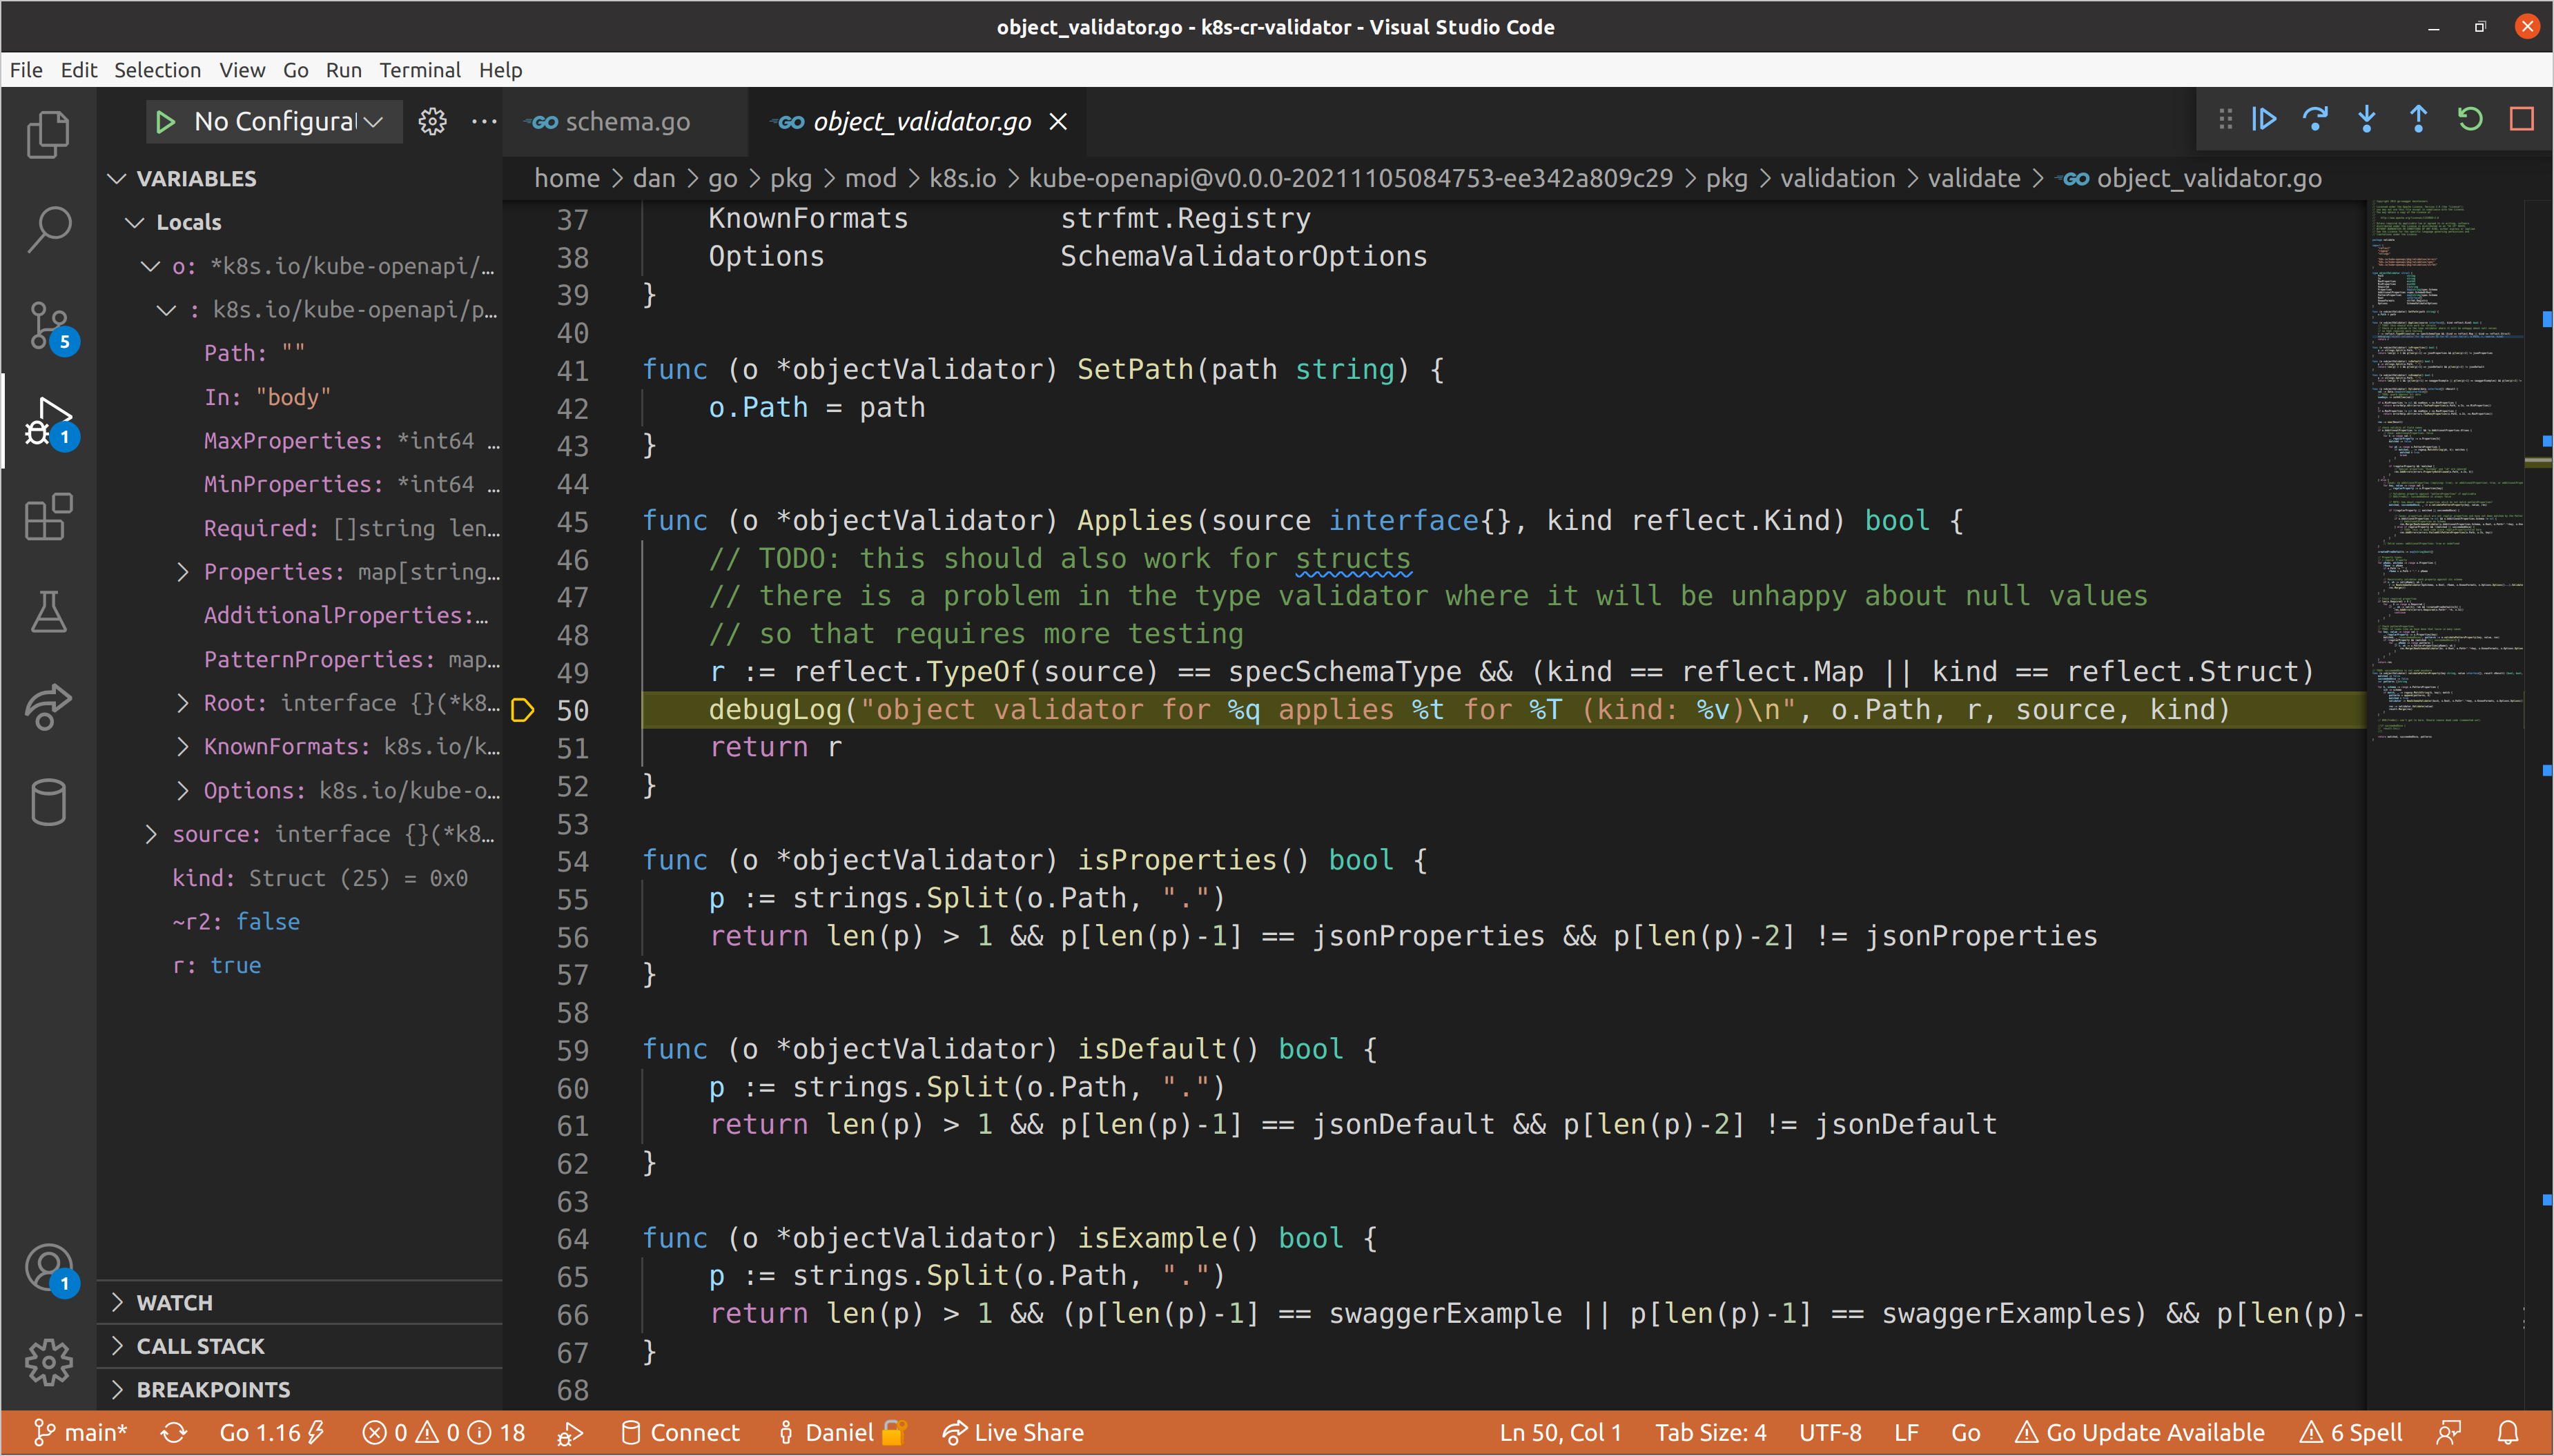 object_validator.go - k8s-cr-validator - Visual Studio Code
File Edit Selection View Go Run Terminal Help
No Configura
schema.go
object_validator.go
home > dan > go > pkg > mod > k8s.io > kube-openapi@v0.0.0-20211105084753-ee342a809c29 > pkg > validation > validate > object_validator.go
VARIABLES
Locals
o: *k8s.io/kube-openapi/...
: k8s.io/kube-openapi/p...
Path: ""
In: "body"
MaxProperties: *int64 ...
MinProperties: *int64 ...
Required: []string len...
Properties: map[string...
AdditionalProperties:...
PatternProperties: map...
Root: interface {}(*k8...
KnownFormats: k8s.io/k...
Options: k8s.io/kube-o...
source: interface {}(*k8...
kind: Struct (25) = 0x0
~r2: false
r: true
WATCH
CALL STACK
BREAKPOINTS
5
1
1
37 KnownFormats strfmt.Registry
38 Options SchemaValidatorOptions
39 }
40
41 func (o *objectValidator) SetPath(path string) {
42 o.Path = path
43 }
44
45 func (o *objectValidator) Applies(source interface{}, kind reflect.Kind) bool {
46 // TODO: this should also work for structs
47 // there is a problem in the type validator where it will be unhappy about null values
48 // so that requires more testing
49 r := reflect.TypeOf(source) == specSchemaType && (kind == reflect.Map || kind == reflect.Struct)
50 debugLog("object validator for %q applies %t for %T (kind: %v)\n", o.Path, r, source, kind)
51 return r
52 }
53
54 func (o *objectValidator) isProperties() bool {
55 p := strings.Split(o.Path, ".")
56 return len(p) > 1 && p[len(p)-1] == jsonProperties && p[len(p)-2] != jsonProperties
57 }
58
59 func (o *objectValidator) isDefault() bool {
60 p := strings.Split(o.Path, ".")
61 return len(p) > 1 && p[len(p)-1] == jsonDefault && p[len(p)-2] != jsonDefault
62 }
63
64 func (o *objectValidator) isExample() bool {
65 p := strings.Split(o.Path, ".")
66 return len(p) > 1 && (p[len(p)-1] == swaggerExample || p[len(p)-1] == swaggerExamples) && p[len(p)-
67 }
68
main* Go 1.16 0 0 18 Connect Daniel Live Share Ln 50, Col 1 Tab Size: 4 UTF-8 LF Go Go Update Available 6 Spell